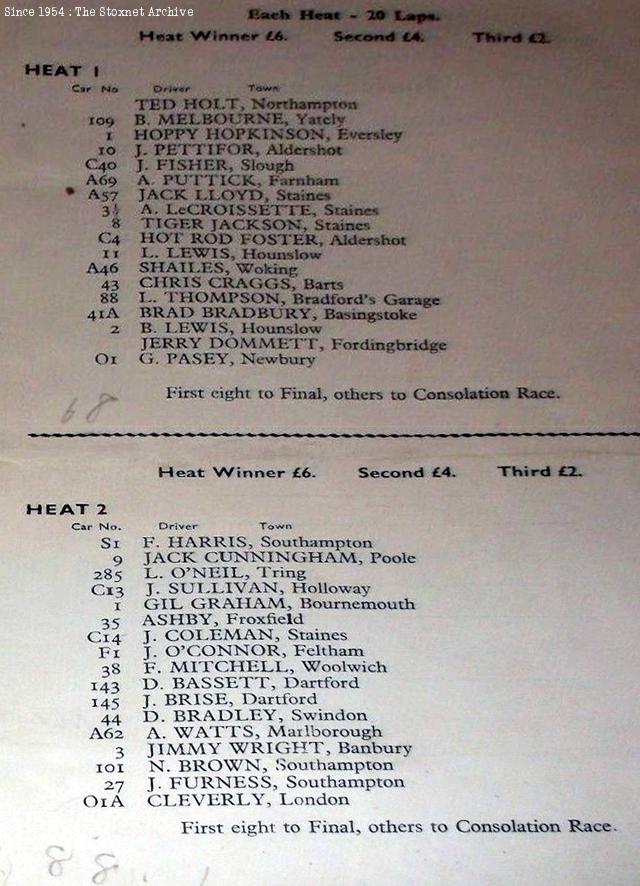 Since 1954 : The Stoxnet Archive
Each Heat - 20 Laps.
Heat Winner £6. Second £4. Third £2.
HEAT 1
Car No Driver Town
TED HOLT, Northampton
109 B. MELBOURNE, Yately
1 HOPPY HOPKINSON, Eversley
10 J. PETTIFOR, Aldershot
C40 J. FISHER, Slough
A69 A. PUTTICK, Farnham
A57 JACK LLOYD, Staines
3½ A. LeCROISSETTE, Staines
8 TIGER JACKSON, Staines
C4 HOT ROD FOSTER, Aldershot
11 L. LEWIS, Hounslow
A46 SHAILES, Woking
43 CHRIS CRAGGS, Barts
88 L. THOMPSON, Bradford's Garage
41A BRAD BRADBURY, Basingstoke
2 B. LEWIS, Hounslow
JERRY DOMMETT, Fordingbridge
O1 G. PASEY, Newbury
First eight to Final, others to Consolation Race.
68
Heat Winner £6. Second £4. Third £2.
HEAT 2
Car No. Driver Town
S1 F. HARRIS, Southampton
9 JACK CUNNINGHAM, Poole
285 L. O'NEIL, Tring
C13 J. SULLIVAN, Holloway
1 GIL GRAHAM, Bournemouth
35 ASHBY, Froxfield
C14 J. COLEMAN, Staines
F1 J. O'CONNOR, Feltham
38 F. MITCHELL, Woolwich
143 D. BASSETT, Dartford
145 J. BRISE, Dartford
44 D. BRADLEY, Swindon
A62 A. WATTS, Marlborough
3 JIMMY WRIGHT, Banbury
101 N. BROWN, Southampton
27 J. FURNESS, Southampton
O1A CLEVERLY, London
First eight to Final, others to Consolation Race.